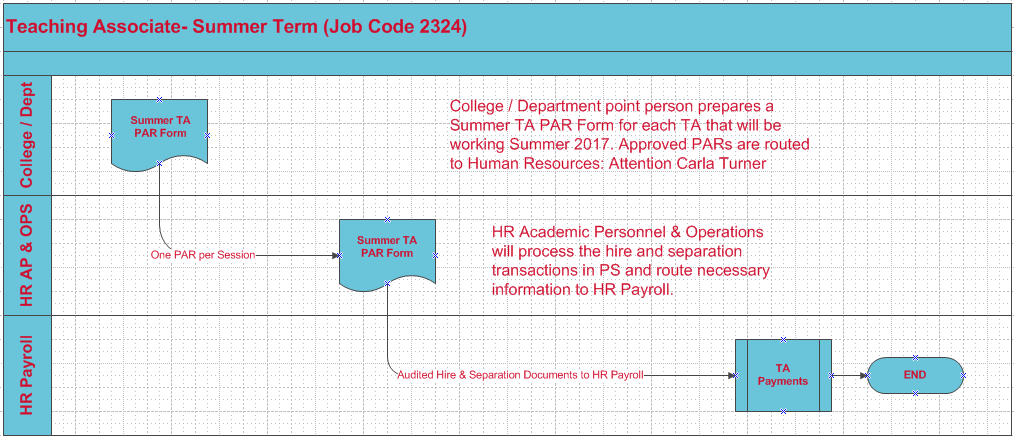 Teaching Associate- Summer Term (Job Code 2324)
College / Dept
Summer TA
PAR Form
College / Department point person prepares a
Summer TA PAR Form for each TA that will be
working Summer 2017. Approved PARs are routed
to Human Resources: Attention Carla Turner
HR AP & OPS
One PAR per Session
Summer TA
PAR Form
HR Academic Personnel & Operations
will process the hire and separation
transactions in PS and route necessary
information to HR Payroll.
HR Payroll
Audited Hire & Separation Documents to HR Payroll
TA
Payments
END